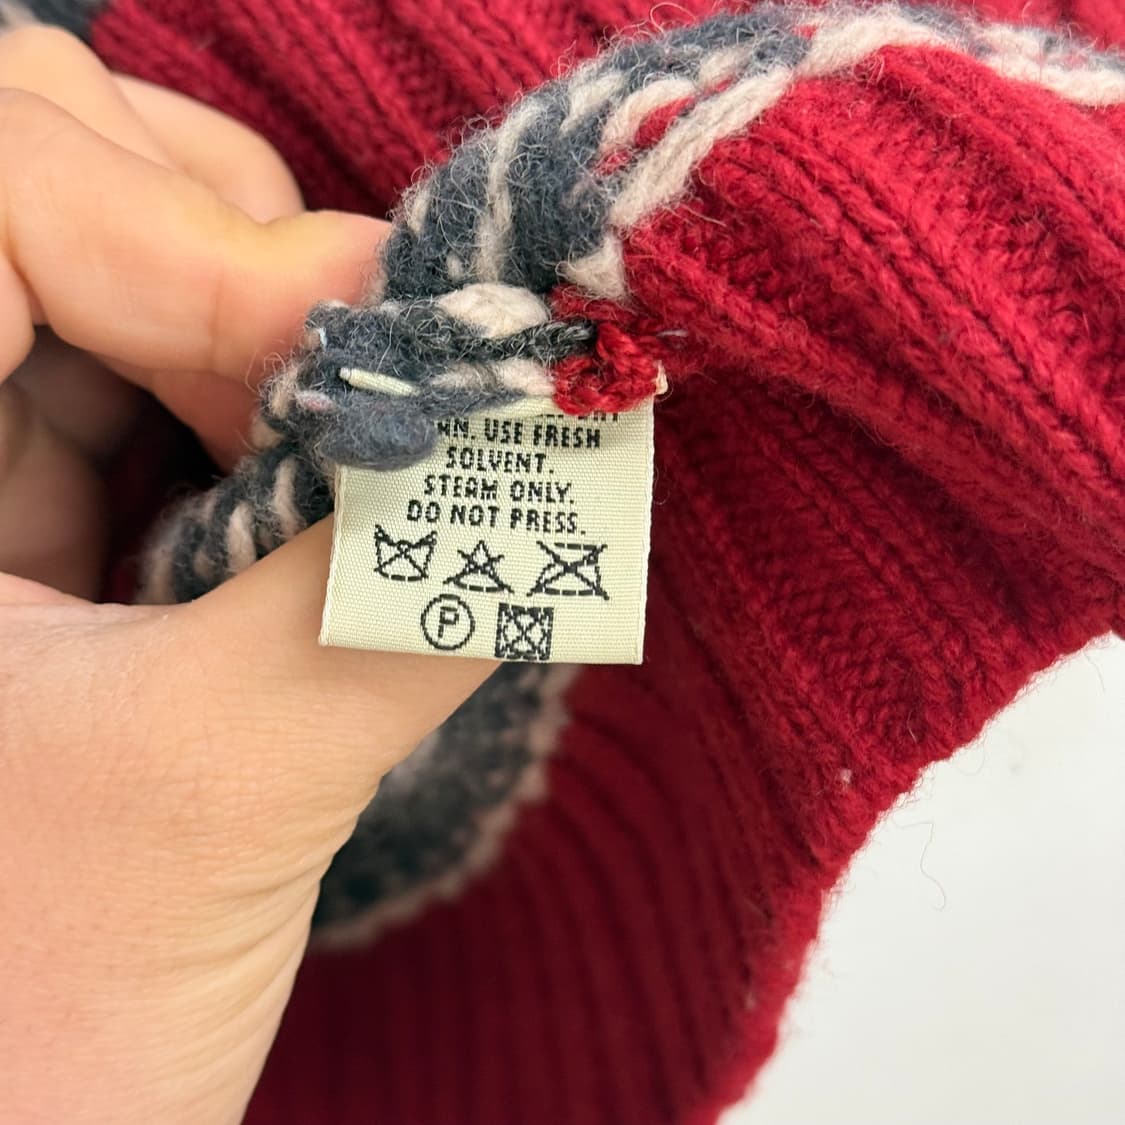 USE FRESH
SOLVENT.
STEAM ONLY.
DO NOT PRESS.
P